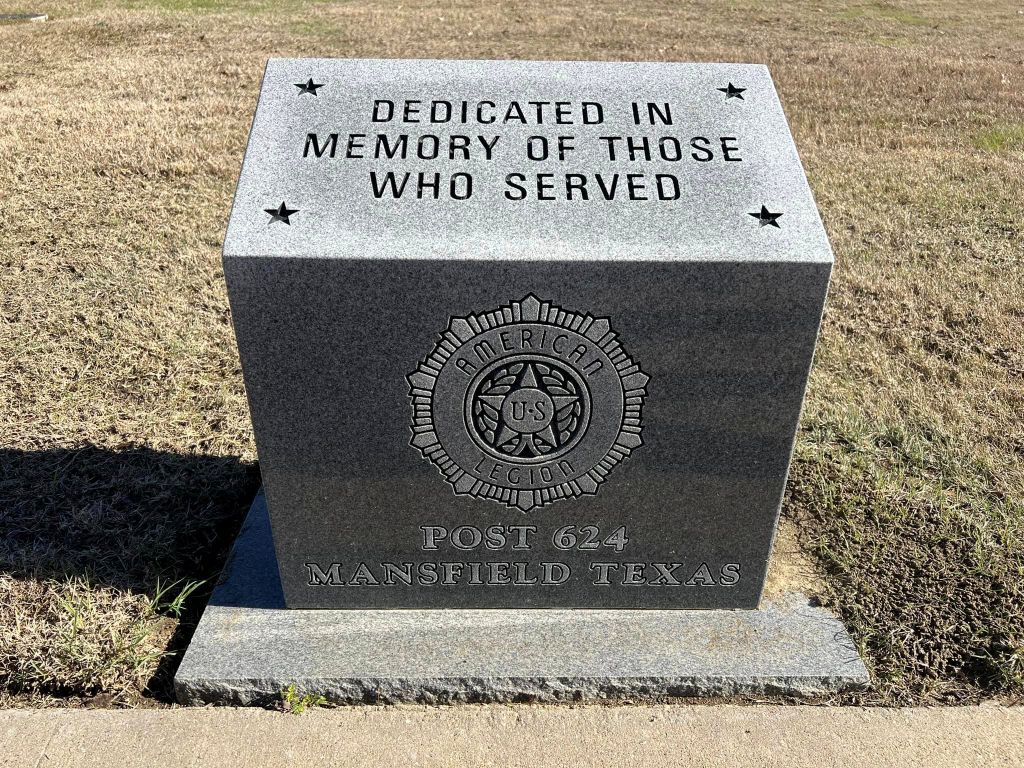 DEDICATED IN
MEMORY OF THOSE
WHO SERVED
AMERICAN
U·S
LEGION
POST 624
MANSFIELD TEXAS